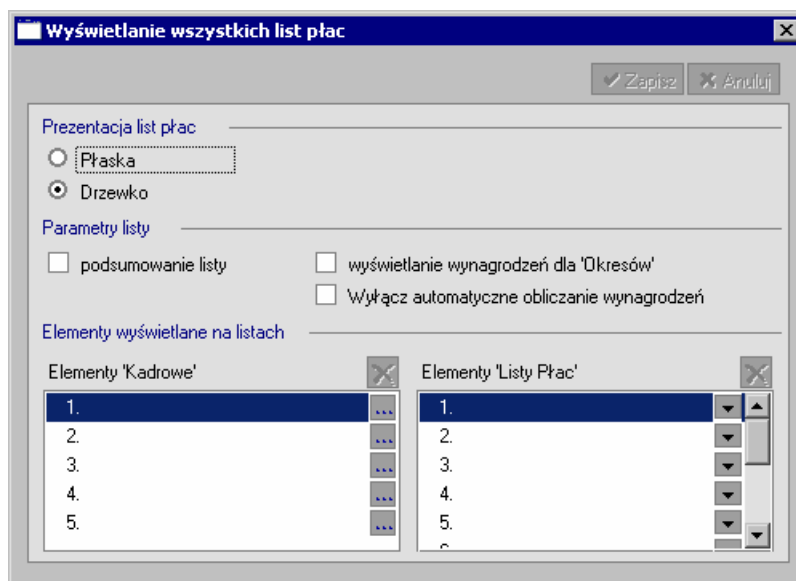 Wyświetlanie wszystkich list płac
Zapisz Anuluj
Prezentacja list płac
Płaska
Drzewko
Parametry listy
podsumowanie listy wyświetlanie wynagrodzeń dla 'Okresów'
Wyłącz automatyczne obliczanie wynagrodzeń
Elementy wyświetlane na listach
Elementy 'Kadrowe' Elementy 'Listy Płac'
1. ... 1.
2. ... 2.
3. ... 3.
4. ... 4.
5. ... 5.